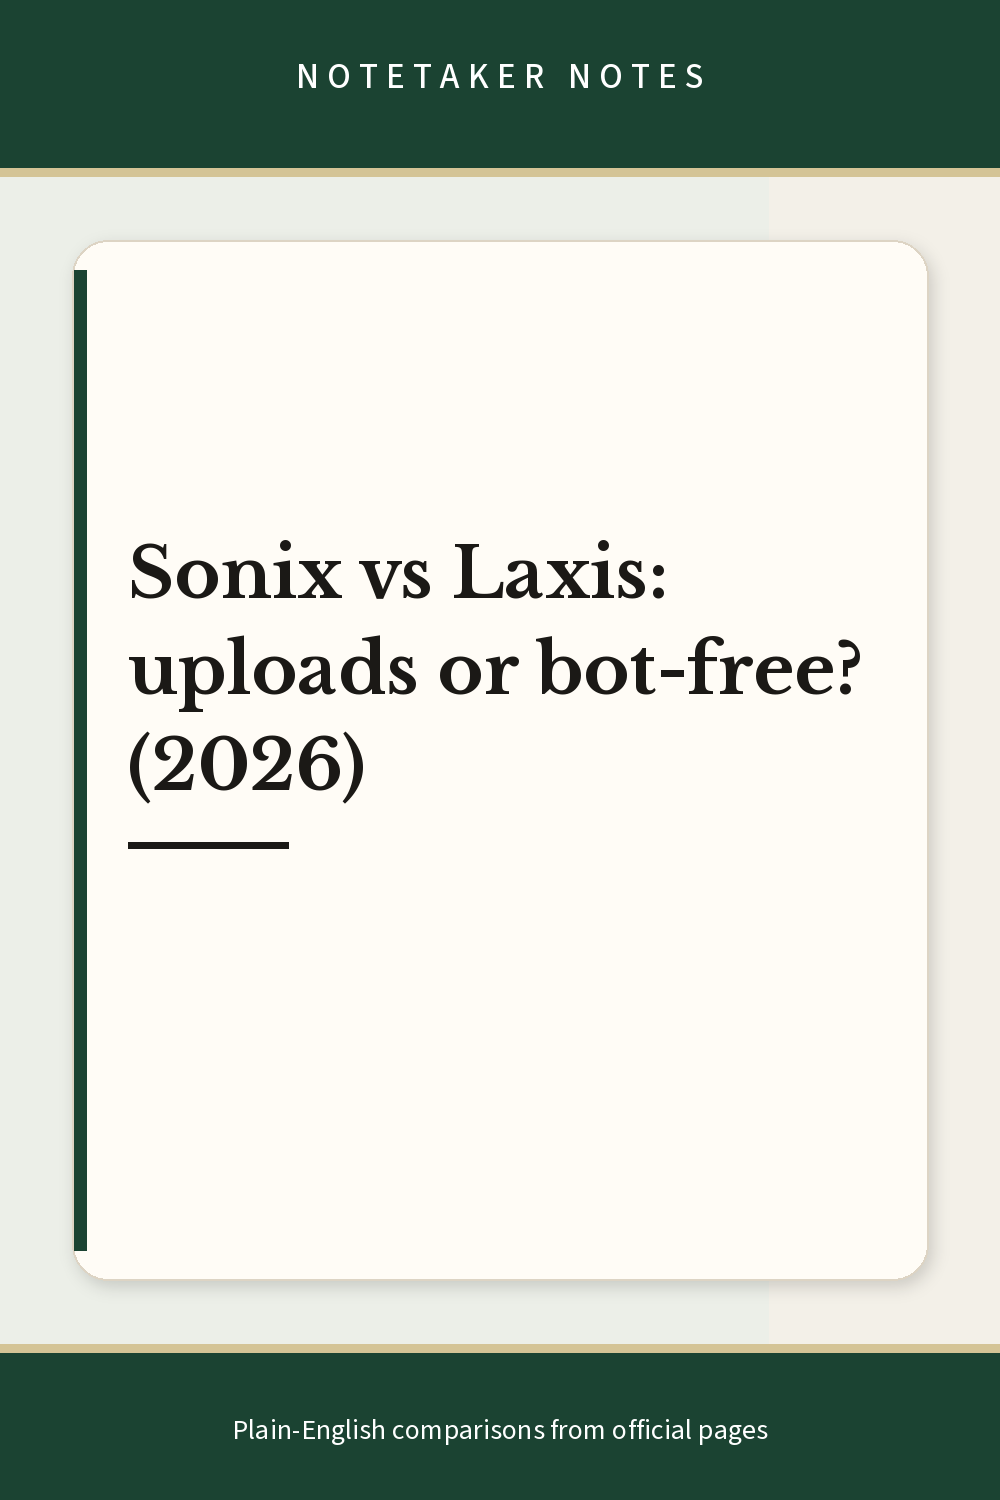 NOTETAKER NOTES
Sonix vs Laxis:
uploads or bot-free?
(2026)
Plain-English comparisons from official pages